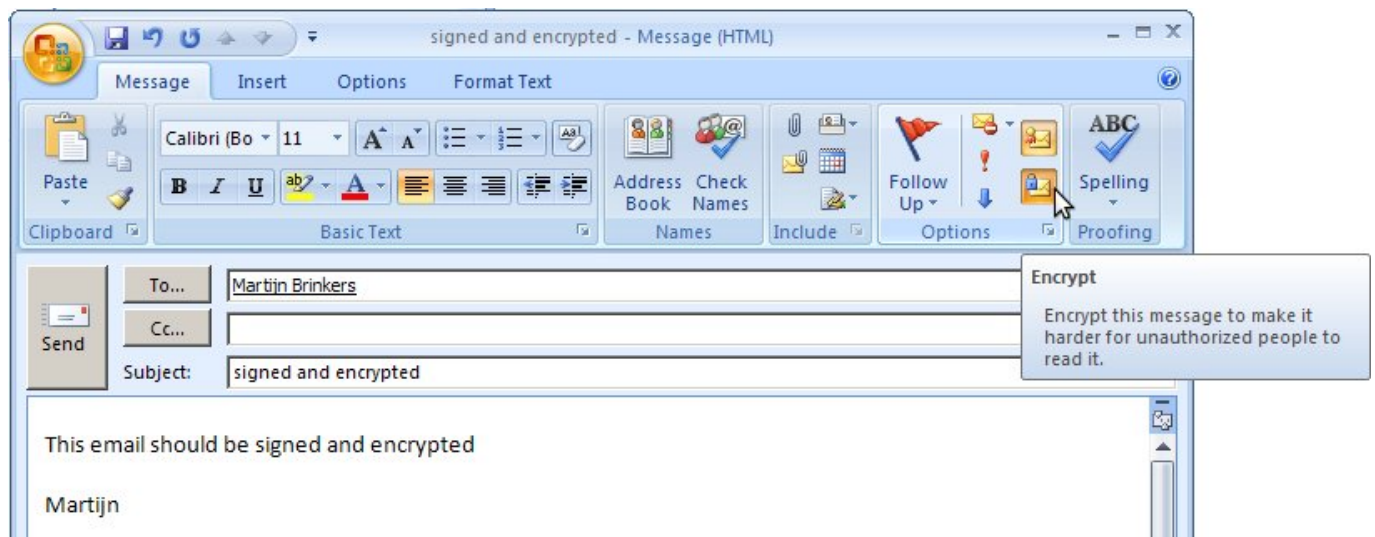 signed and encrypted - Message (HTML)
Message Insert Options Format Text
Calibri (Bo 11 A A Aa
Paste B I U ab A Address Book Check Names Follow Up ABC Spelling
Clipboard Basic Text Names Include Options Proofing
To... Martijn Brinkers
Cc...
Send
Subject: signed and encrypted
Encrypt
Encrypt this message to make it
harder for unauthorized people to
read it.
This email should be signed and encrypted
Martijn